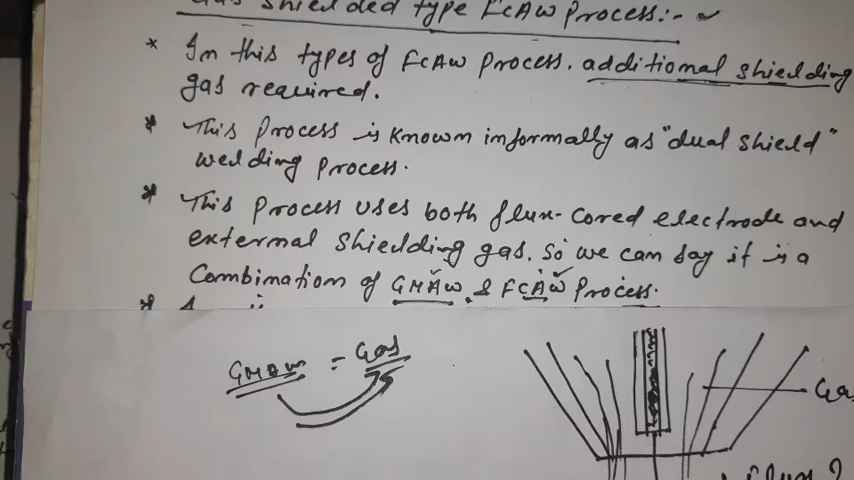 Gas shielded type FCAW Process:-
* In this types of FCAW Process. additional shielding
gas required.
* This Process is known informally as "dual shield"
welding Process.
* This Process uses both flux-cored electrode and
external shielding gas. So we can say it is a
Combination of GMAW & FCAW Process.
*
GMAW = Gas
Gas